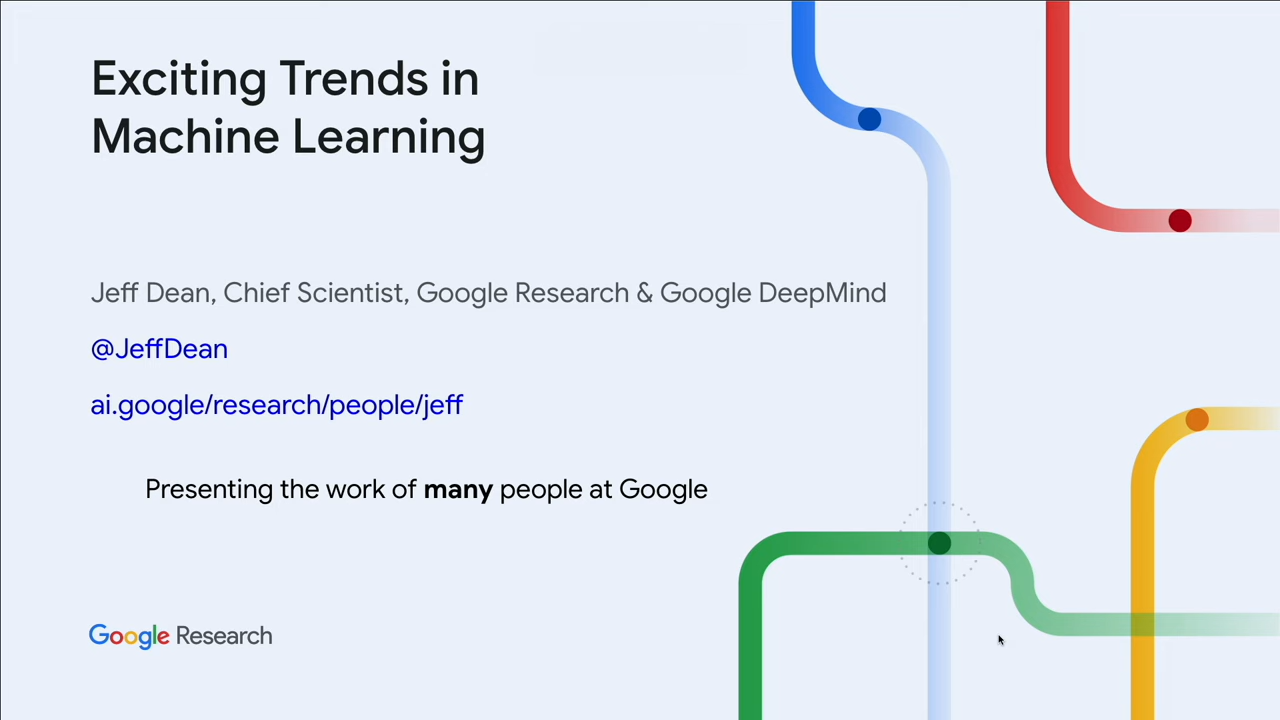 Exciting Trends in
Machine Learning
Jeff Dean, Chief Scientist, Google Research & Google DeepMind
@JeffDean
ai.google/research/people/jeff
Presenting the work of many people at Google
Google Research